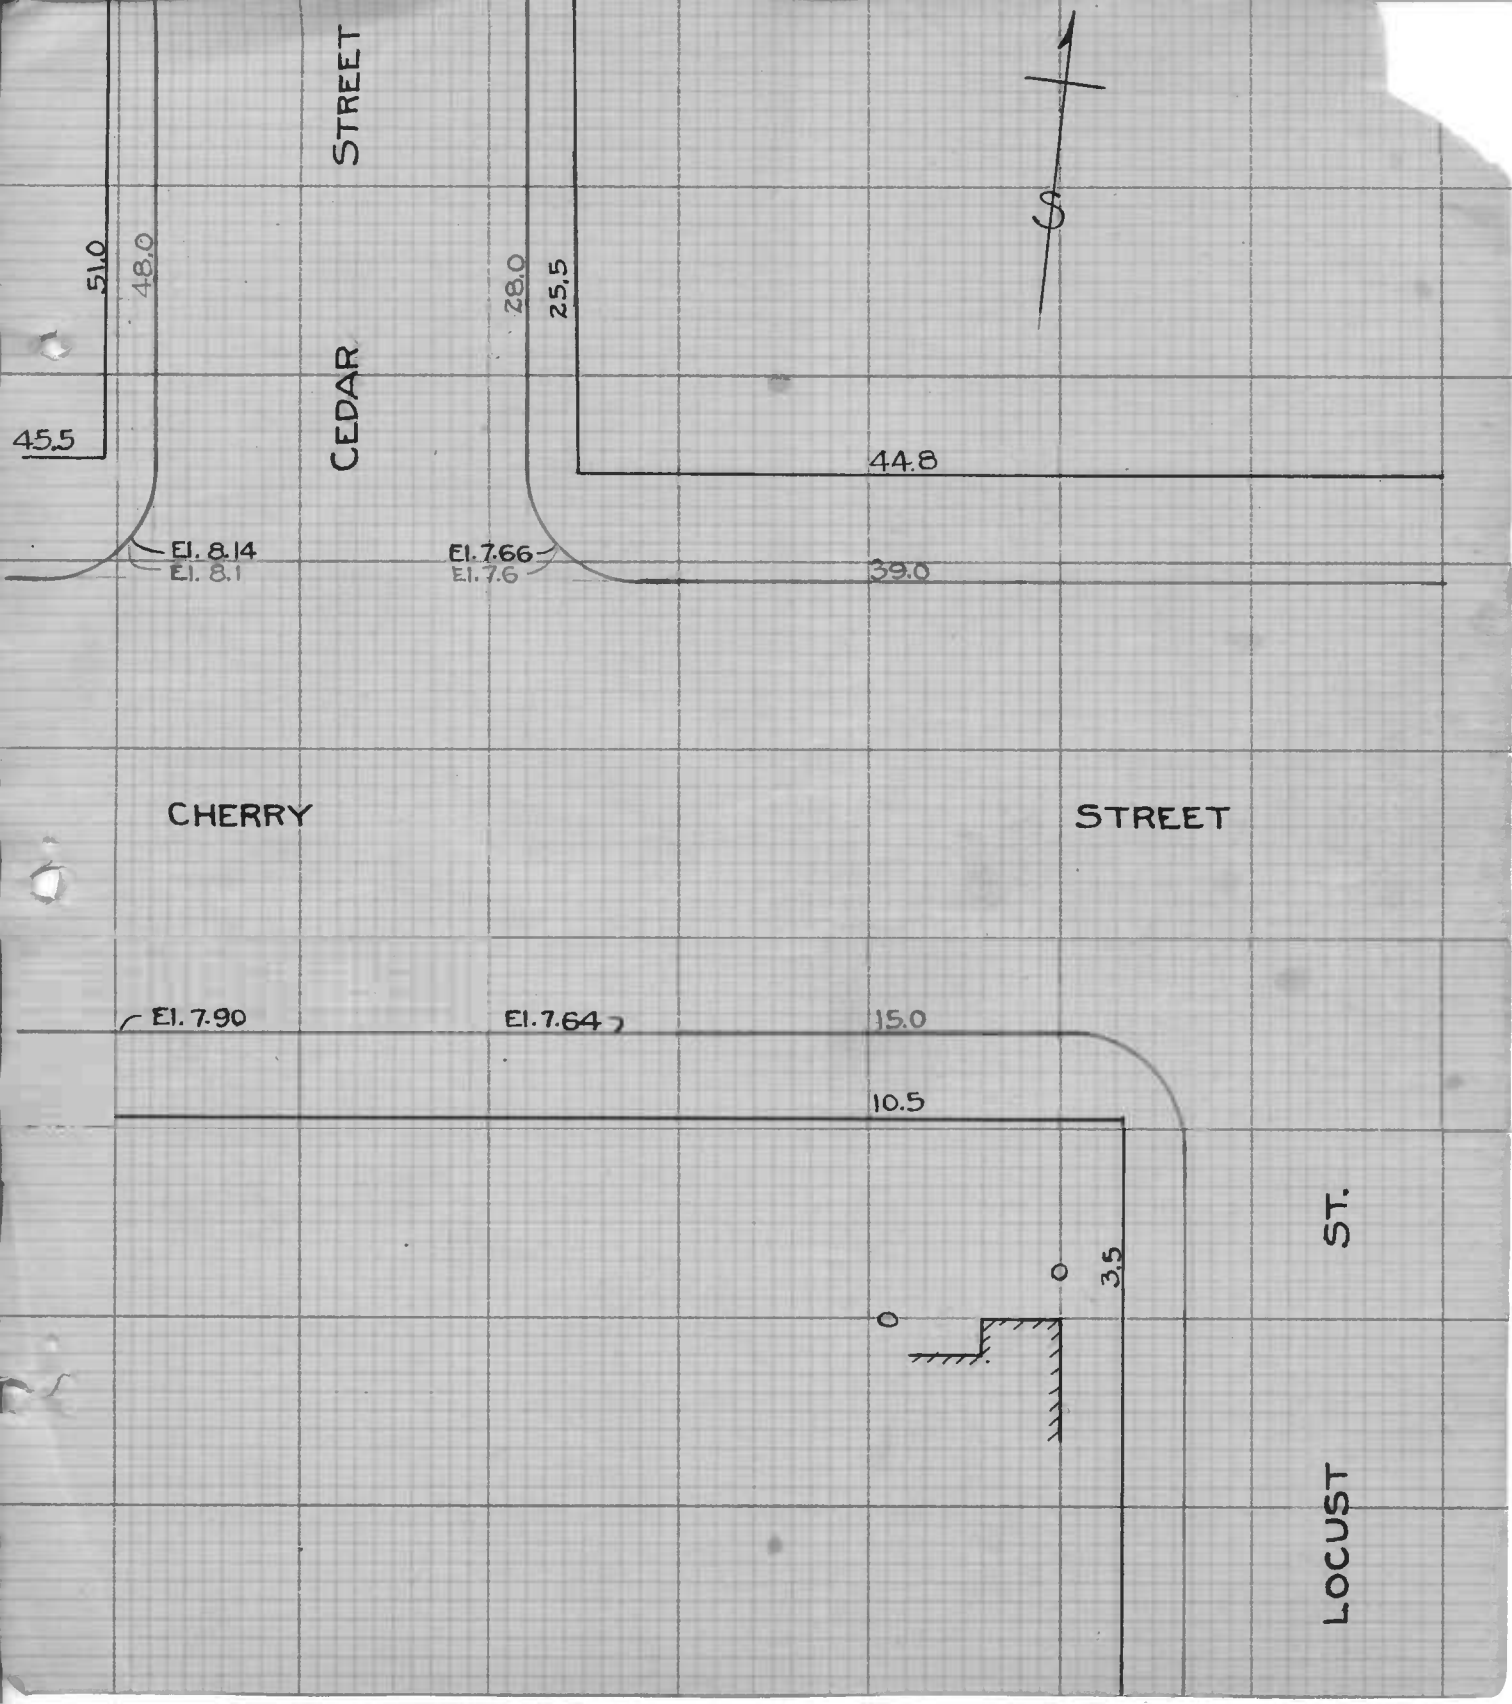 STREET
S
51.0
48.0
28.0
25.5
CEDAR
45.5
44.8
El. 8.14
El. 8.1
El. 7.66
El. 7.6
39.0
CHERRY STREET
El. 7.90
El. 7.64
15.0
10.5
ST.
3.5
LOCUST